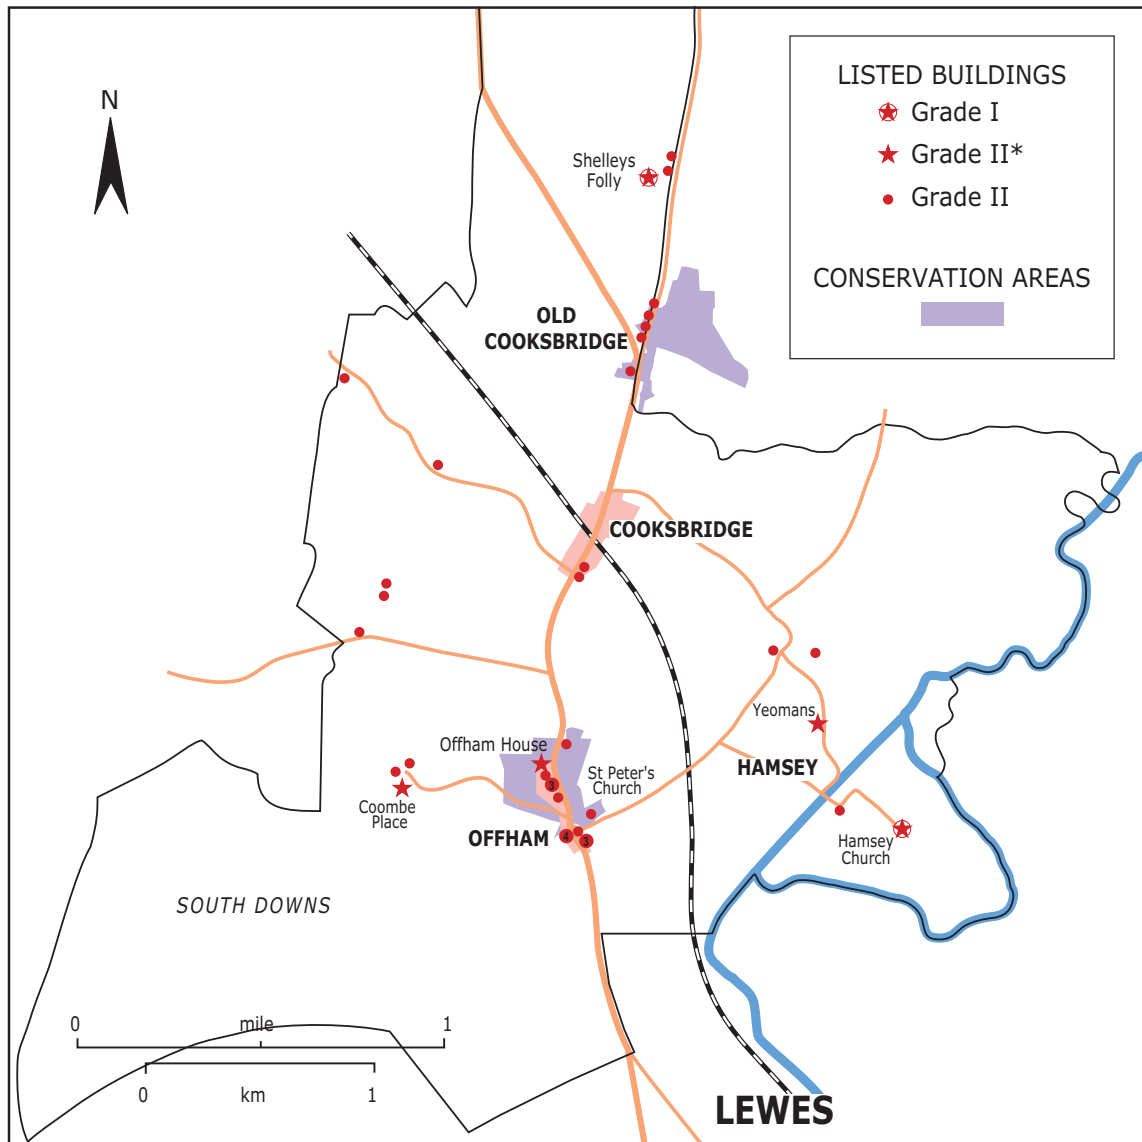 LISTED BUILDINGS
Grade I
Grade II*
Grade II
CONSERVATION AREAS
N
Shelleys
Folly
OLD
COOKSBRIDGE
COOKSBRIDGE
Yeomans
Offham House
HAMSEY
St Peter's
Church
3
Coombe
Place
OFFHAM
4
3
Hamsey
Church
SOUTH DOWNS
0 mile 1
0 km 1
LEWES